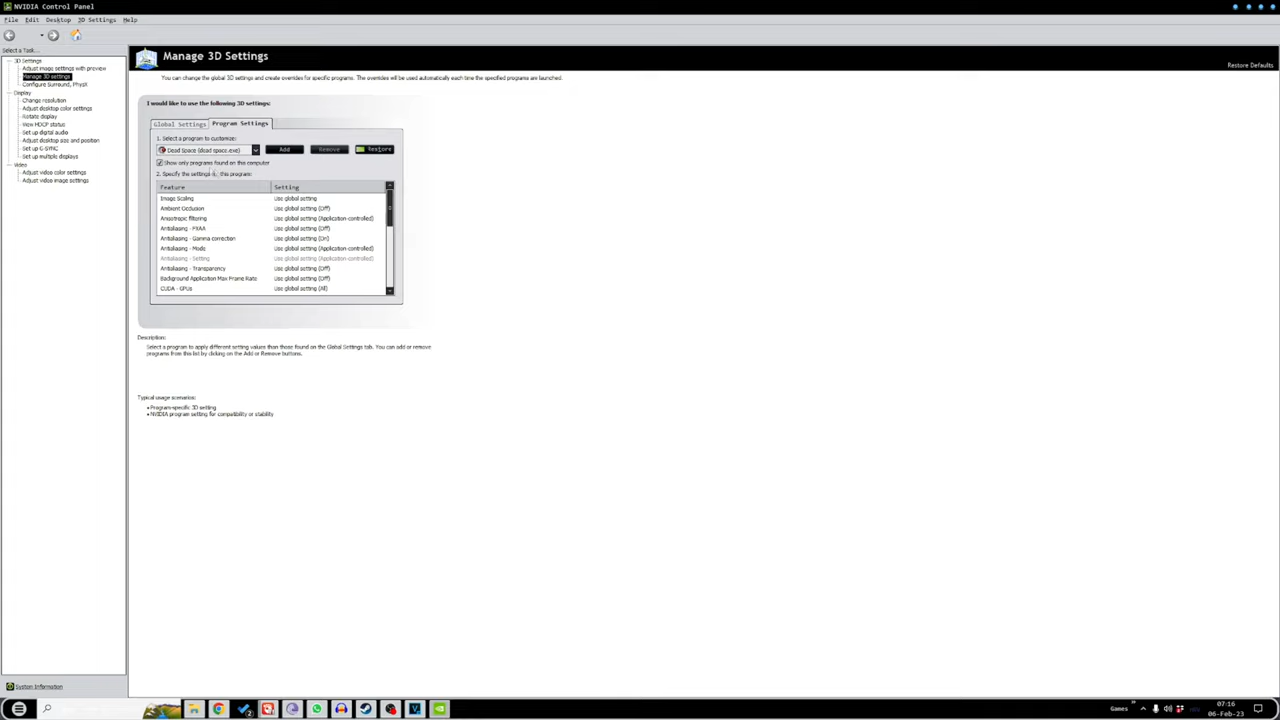 NVIDIA Control Panel
File Edit Desktop 3D Settings Help
Select a Task...
3D Settings
Adjust image settings with preview
Manage 3D settings
Configure Surround, PhysX
Display
Change resolution
Adjust desktop color settings
Rotate display
View HDCP status
Set up digital audio
Adjust desktop size and position
Set up G-SYNC
Set up multiple displays
Video
Adjust video color settings
Adjust video image settings
System Information
Manage 3D Settings
Restore Defaults
You can change the global 3D settings and create overrides for specific programs. The overrides will be used automatically each time the specified programs are launched.
I would like to use the following 3D settings:
Global Settings Program Settings
1. Select a program to customize:
Dead Space (dead space.exe) Add Remove Restore
Show only programs found on this computer
2. Specify the settings this program:
Feature Setting
Image Scaling Use global setting
Ambient Occlusion Use global setting (Off)
Anisotropic filtering Use global setting (Application-controlled)
Antialiasing - FXAA Use global setting (Off)
Antialiasing - Gamma correction Use global setting (On)
Antialiasing - Mode Use global setting (Application-controlled)
Antialiasing - Setting Use global setting (Application-controlled)
Antialiasing - Transparency Use global setting (Off)
Background Application Max Frame Rate Use global setting (Off)
CUDA - GPUs Use global setting (All)
Description:
Select a program to apply different setting values than those found on the Global Settings tab. You can add or remove
programs from this list by clicking on the Add or Remove buttons.
Typical usage scenarios:
• Program-specific 3D setting
• NVIDIA program setting for compatibility or stability
2
Games
07:16
06-Feb-23